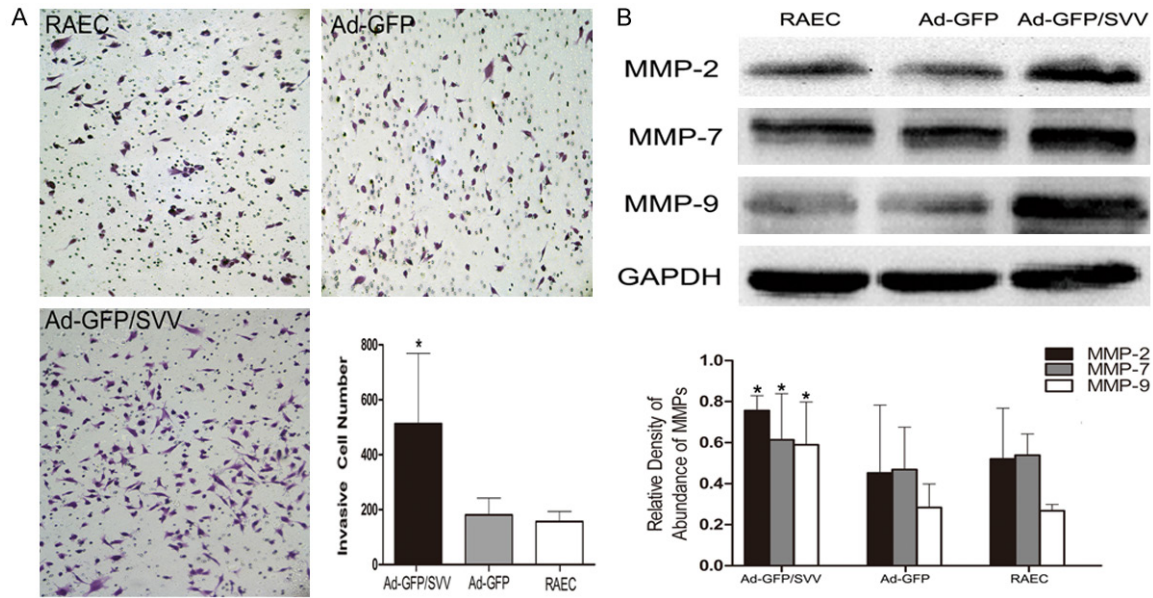 A
RAEC
Ad-GFP
Ad-GFP/SVV
Invasive Cell Number
800
600
400
200
0
*
Ad-GFP/SVV
Ad-GFP
RAEC
B
RAEC
Ad-GFP
Ad-GFP/SVV
MMP-2
MMP-7
MMP-9
GAPDH
Relative Density of
Abundance of MMPs
1.0
0.8
0.6
0.4
0.2
0.0
* * *
MMP-2
MMP-7
MMP-9
Ad-GFP/SVV
Ad-GFP
RAEC